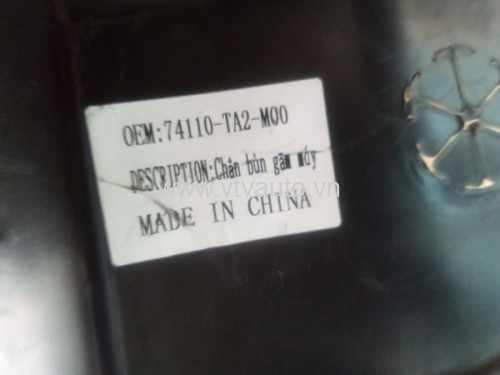 OEM:74110-TA2-M00
DESCRIPTION:Chắn bùn gầm máy
www.vtvauto.vn
MADE IN CHINA